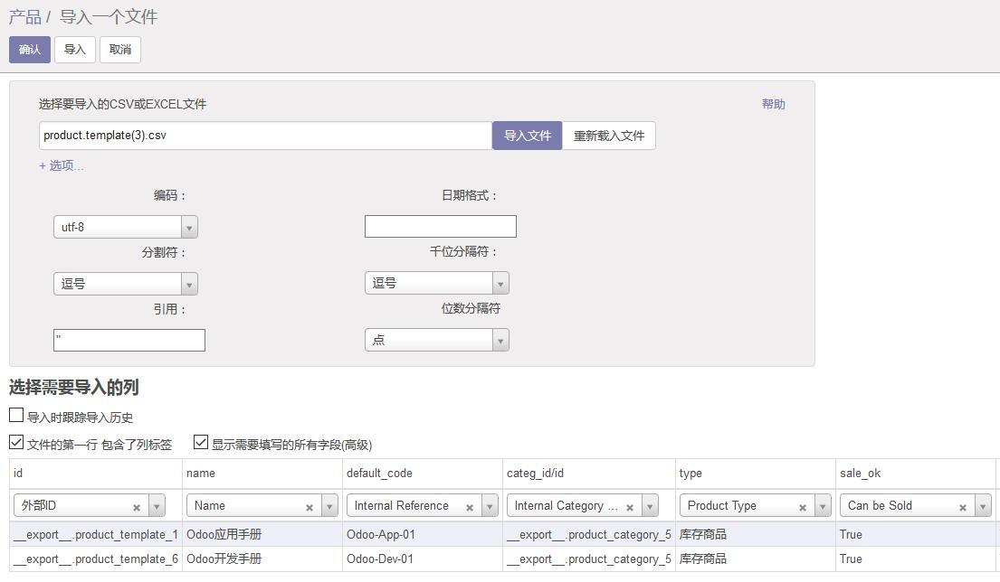 产品 / 导入一个文件
确认 导入 取消
选择要导入的CSV或EXCEL文件 帮助
product.template(3).csv 导入文件 重新载入文件
+ 选项...
编码： 日期格式：
utf-8
分割符： 千位分隔符：
逗号 逗号
引用： 位数分隔符
" 点
选择需要导入的列
导入时跟踪导入历史
文件的第一行 包含了列标签 显示需要填写的所有字段(高级)
id name default_code categ_id/id type sale_ok
外部ID Name Internal Reference Internal Category ... Product Type Can be Sold
__export__.product_template_1 Odoo应用手册 Odoo-App-01 __export__.product_category_5 库存商品 True
__export__.product_template_6 Odoo开发手册 Odoo-Dev-01 __export__.product_category_5 库存商品 True